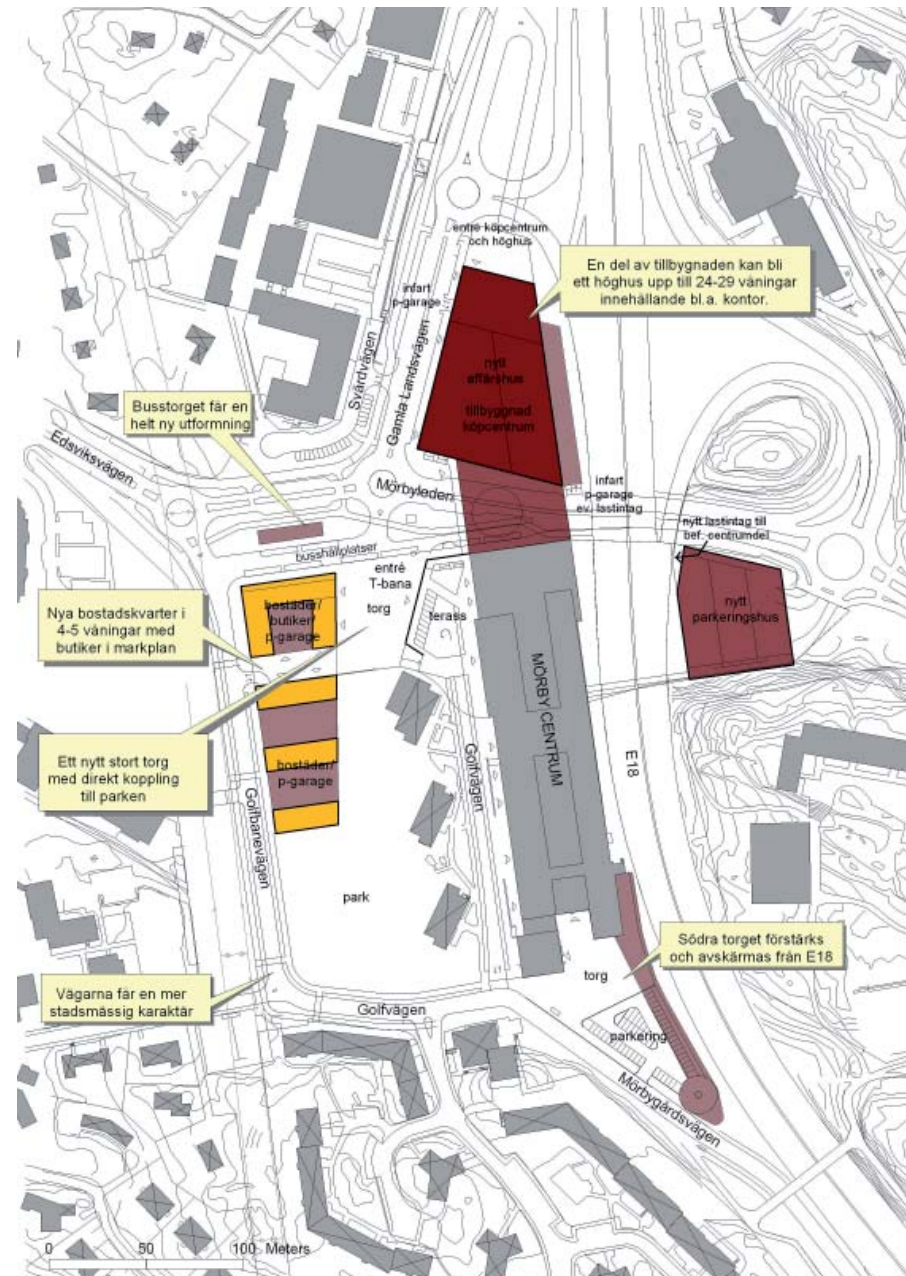 entré köpcentrum
och höghus
En del av tillbygnaden kan bli
ett höghus upp till 24-29 våningar
innehållande bl.a. kontor.
infart
p-garage
Svärdvägen
Gamla Landsvägen
nytt
affärshus
tillbyggnad
köpcentrum
Busstorget får en
helt ny utformning
Edsviksvägen
Mörbyleden
infart
p-garage
ev. lastintag
nytt lastintag till
bef. centrumdel
busshållplatser
entré
T-bana
torg
terass
bostäder/
butiker/
p-garage
Nya bostadskvarter i
4-5 våningar med
butiker i markplan
nytt
parkeringshus
MÖRBY CENTRUM
E18
Ett nytt stort torg
med direkt koppling
till parken
bostäder/
p-garage
Golfvägen
Golfbanevägen
park
Södra torget förstärks
och avskärmas från E18
torg
Vägarna får en mer
stadsmässig karaktär
Golfvägen
parkering
Mörbygårdsvägen
0 50 100 Meters